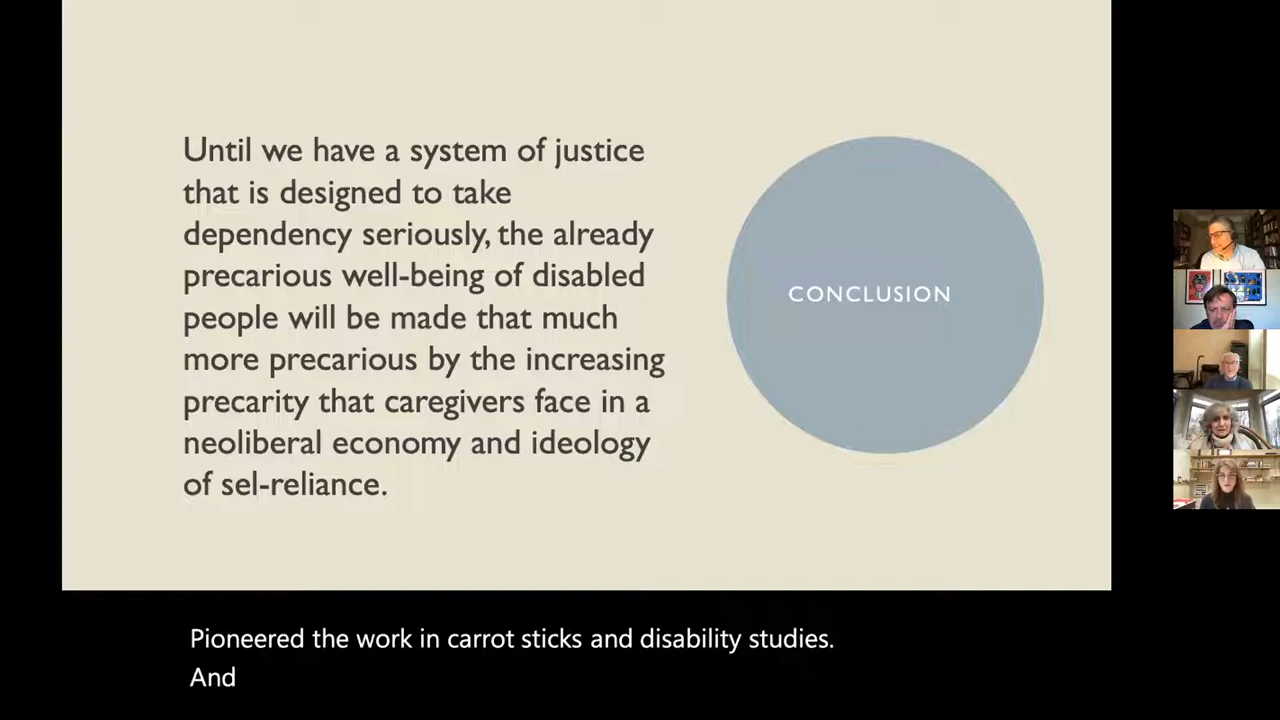 Until we have a system of justice
that is designed to take
dependency seriously, the already
precarious well-being of disabled
people will be made that much
more precarious by the increasing
precarity that caregivers face in a
neoliberal economy and ideology
of sel-reliance.
CONCLUSION
Pioneered the work in carrot sticks and disability studies.
And